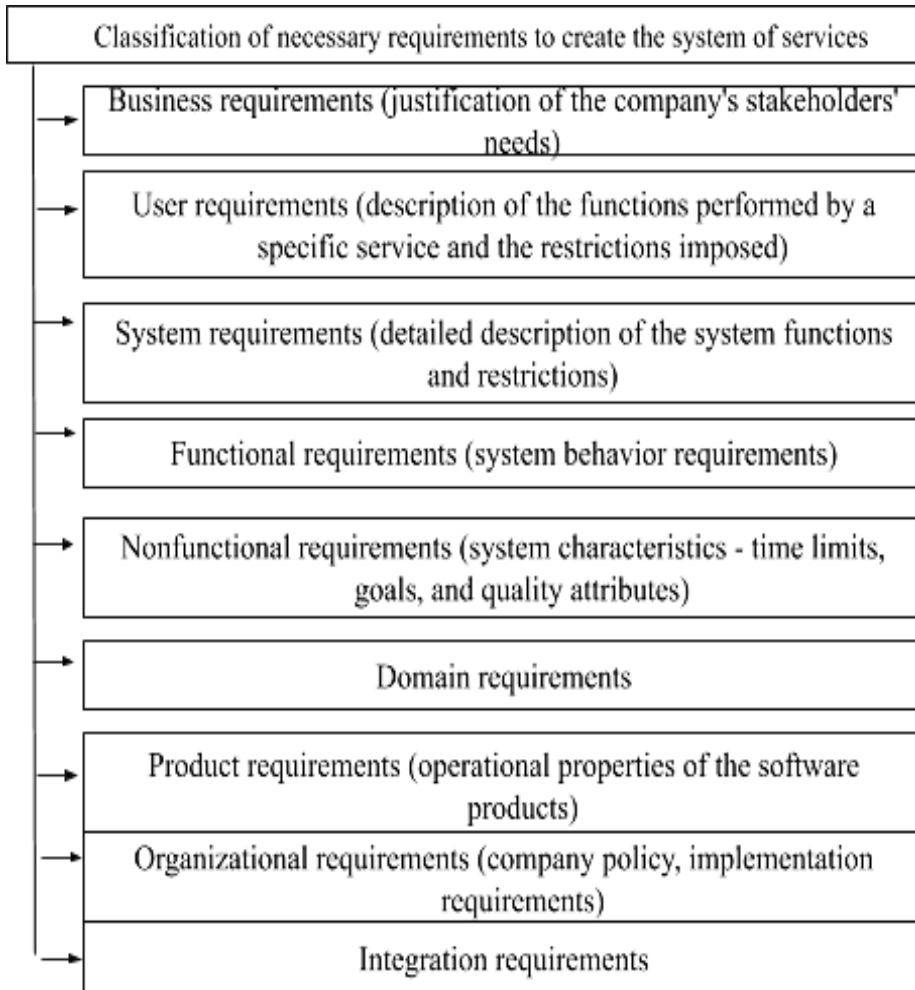 Classification of necessary requirements to create the system of services
Business requirements (justification of the company's stakeholders'
needs)
User requirements (description of the functions performed by a
specific service and the restrictions imposed)
System requirements (detailed description of the system functions
and restrictions)
Functional requirements (system behavior requirements)
Nonfunctional requirements (system characteristics - time limits,
goals, and quality attributes)
Domain requirements
Product requirements (operational properties of the software
products)
Organizational requirements (company policy, implementation
requirements)
Integration requirements